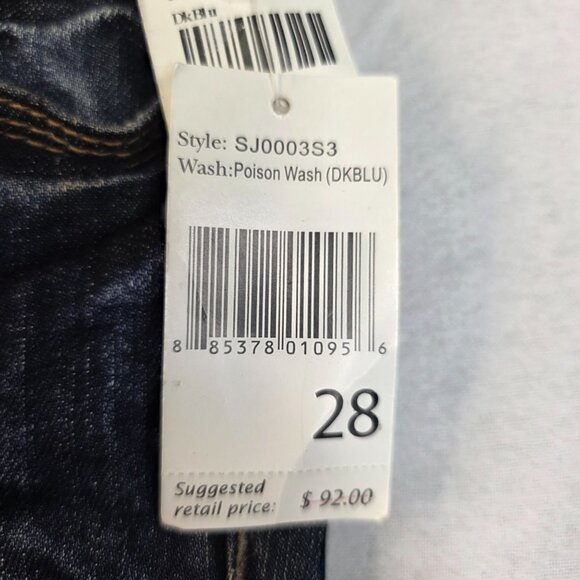 DkBlu
Style: SJ0003S3
Wash:Poison Wash (DKBLU)
8 85378 01095 6
28
Suggested
retail price: $ 92.00